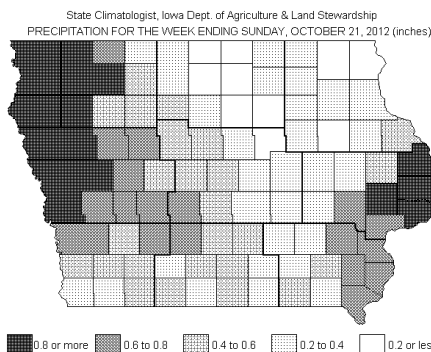 State Climatologist, Iowa Dept. of Agriculture & Land Stewardship
PRECIPITATION FOR THE WEEK ENDING SUNDAY, OCTOBER 21, 2012 (inches)
0.8 or more 0.6 to 0.8 0.4 to 0.6 0.2 to 0.4 0.2 or les